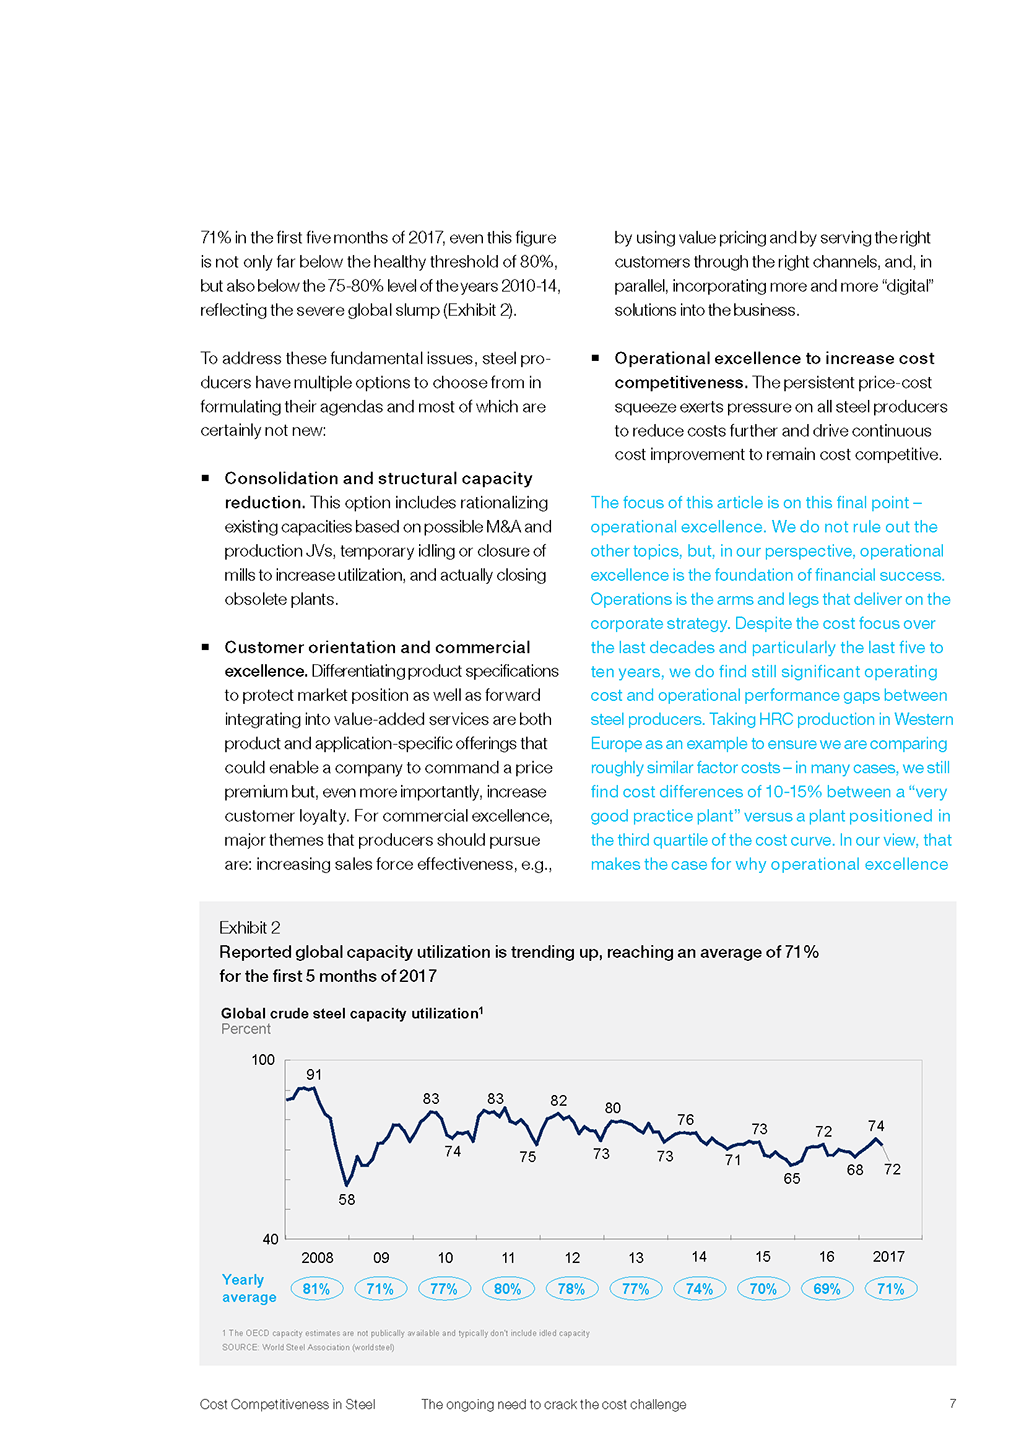 71% in the first five months of 2017, even this figure
is not only far below the healthy threshold of 80%,
but also below the 75-80% level of the years 2010-14,
reflecting the severe global slump (Exhibit 2).
To address these fundamental issues, steel pro-
ducers have multiple options to choose from in
formulating their agendas and most of which are
certainly not new:
■ Consolidation and structural capacity
reduction. This option includes rationalizing
existing capacities based on possible M&A and
production JVs, temporary idling or closure of
mills to increase utilization, and actually closing
obsolete plants.
■ Customer orientation and commercial
excellence. Differentiating product specifications
to protect market position as well as forward
integrating into value-added services are both
product and application-specific offerings that
could enable a company to command a price
premium but, even more importantly, increase
customer loyalty. For commercial excellence,
major themes that producers should pursue
are: increasing sales force effectiveness, e.g.,
by using value pricing and by serving the right
customers through the right channels, and, in
parallel, incorporating more and more “digital”
solutions into the business.
■ Operational excellence to increase cost
competitiveness. The persistent price-cost
squeeze exerts pressure on all steel producers
to reduce costs further and drive continuous
cost improvement to remain cost competitive.
The focus of this article is on this final point –
operational excellence. We do not rule out the
other topics, but, in our perspective, operational
excellence is the foundation of financial success.
Operations is the arms and legs that deliver on the
corporate strategy. Despite the cost focus over
the last decades and particularly the last five to
ten years, we do find still significant operating
cost and operational performance gaps between
steel producers. Taking HRC production in Western
Europe as an example to ensure we are comparing
roughly similar factor costs – in many cases, we still
find cost differences of 10-15% between a “very
good practice plant” versus a plant positioned in
the third quartile of the cost curve. In our view, that
makes the case for why operational excellence
Exhibit 2
Reported global capacity utilization is trending up, reaching an average of 71%
for the first 5 months of 2017
Global crude steel capacity utilization¹
Percent
100
91
83
83
82
80
76
73
72
74
74
75
73
73
71
65
68
72
58
40
2008 09 10 11 12 13 14 15 16 2017
Yearly
average
81% 71% 77% 80% 78% 77% 74% 70% 69% 71%
1 The OECD capacity estimates are not publically available and typically don't include idled capacity
SOURCE: World Steel Association (worldsteel)
Cost Competitiveness in Steel The ongoing need to crack the cost challenge 7